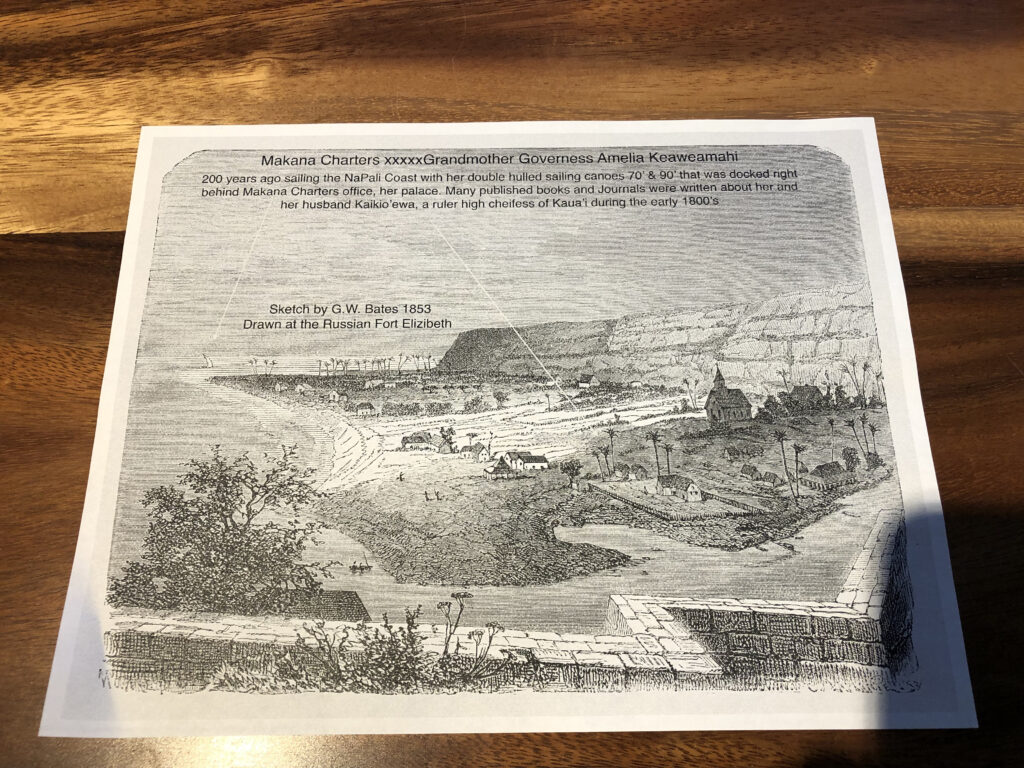 Makana Charters xxxxxGrandmother Governess Amelia Keaweamahi
200 years ago sailing the NaPali Coast with her double hulled sailing canoes 70' & 90' that was docked right
behind Makana Charters office, her palace. Many published books and Journals were written about her and
her husband Kaikio'ewa, a ruler high cheifess of Kaua'i during the early 1800's
Sketch by G.W. Bates 1853
Drawn at the Russian Fort Elizibeth